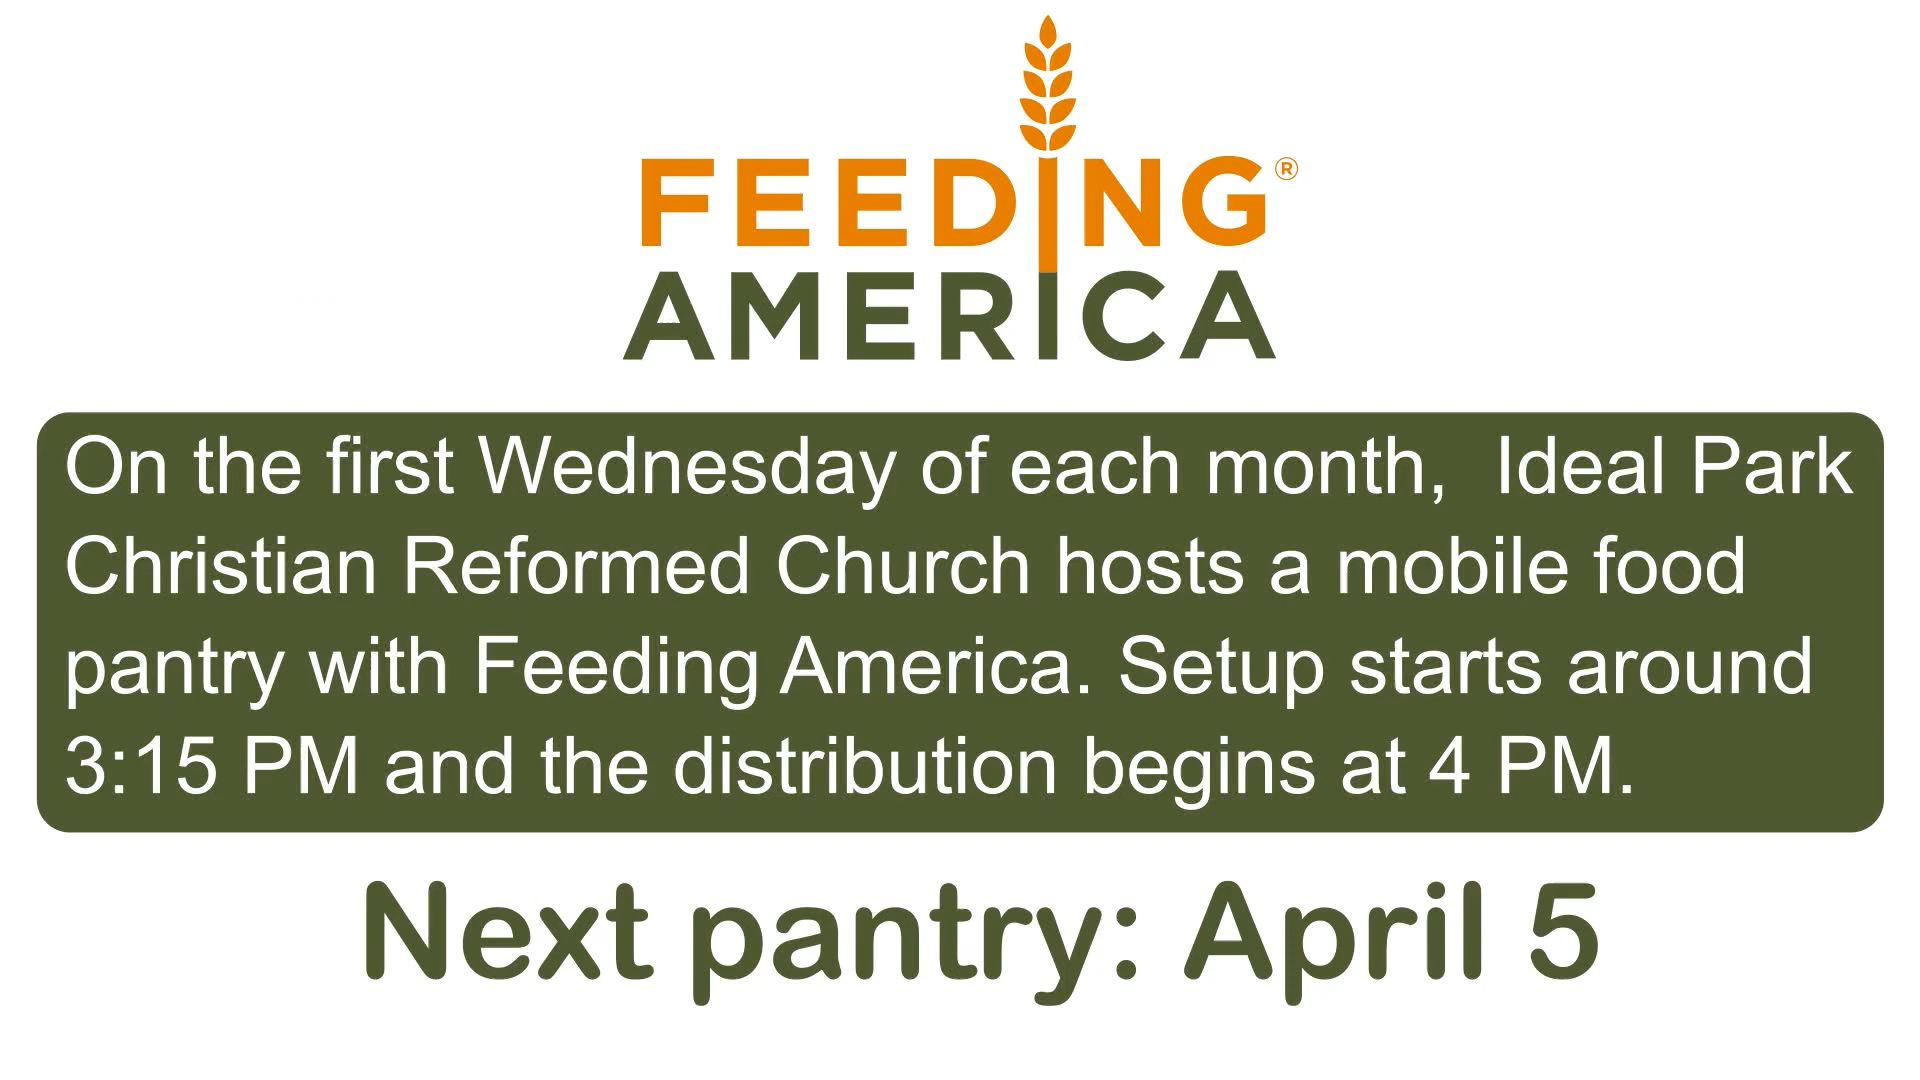 FEEDING®
AMERICA
On the first Wednesday of each month,  Ideal Park
Christian Reformed Church hosts a mobile food
pantry with Feeding America. Setup starts around
3:15 PM and the distribution begins at 4 PM.
Next pantry: April 5